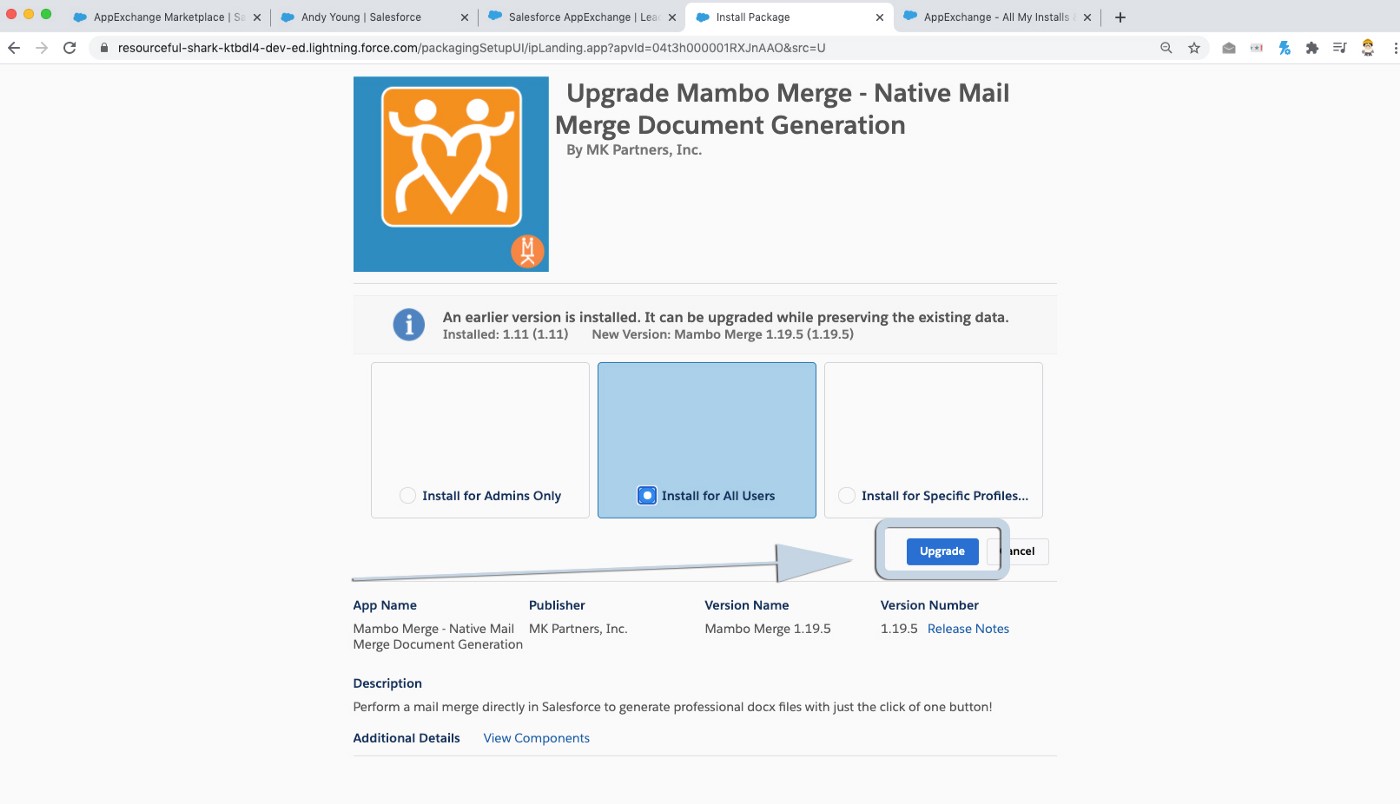 AppExchange Marketplace | Sa
Andy Young | Salesforce
Salesforce AppExchange | Lea
Install Package
AppExchange - All My Installs
resourceful-shark-ktbdl4-dev-ed.lightning.force.com/packagingSetupUI/ipLanding.app?apvId=04t3h000001RXJnAAO&src=U
Upgrade Mambo Merge - Native Mail
Merge Document Generation
By MK Partners, Inc.
MK
An earlier version is installed. It can be upgraded while preserving the existing data.
Installed: 1.11 (1.11) New Version: Mambo Merge 1.19.5 (1.19.5)
Install for Admins Only
Install for All Users
Install for Specific Profiles...
Upgrade
ancel
App Name Publisher Version Name Version Number
Mambo Merge - Native Mail MK Partners, Inc. Mambo Merge 1.19.5 1.19.5 Release Notes
Merge Document Generation
Description
Perform a mail merge directly in Salesforce to generate professional docx files with just the click of one button!
Additional Details View Components